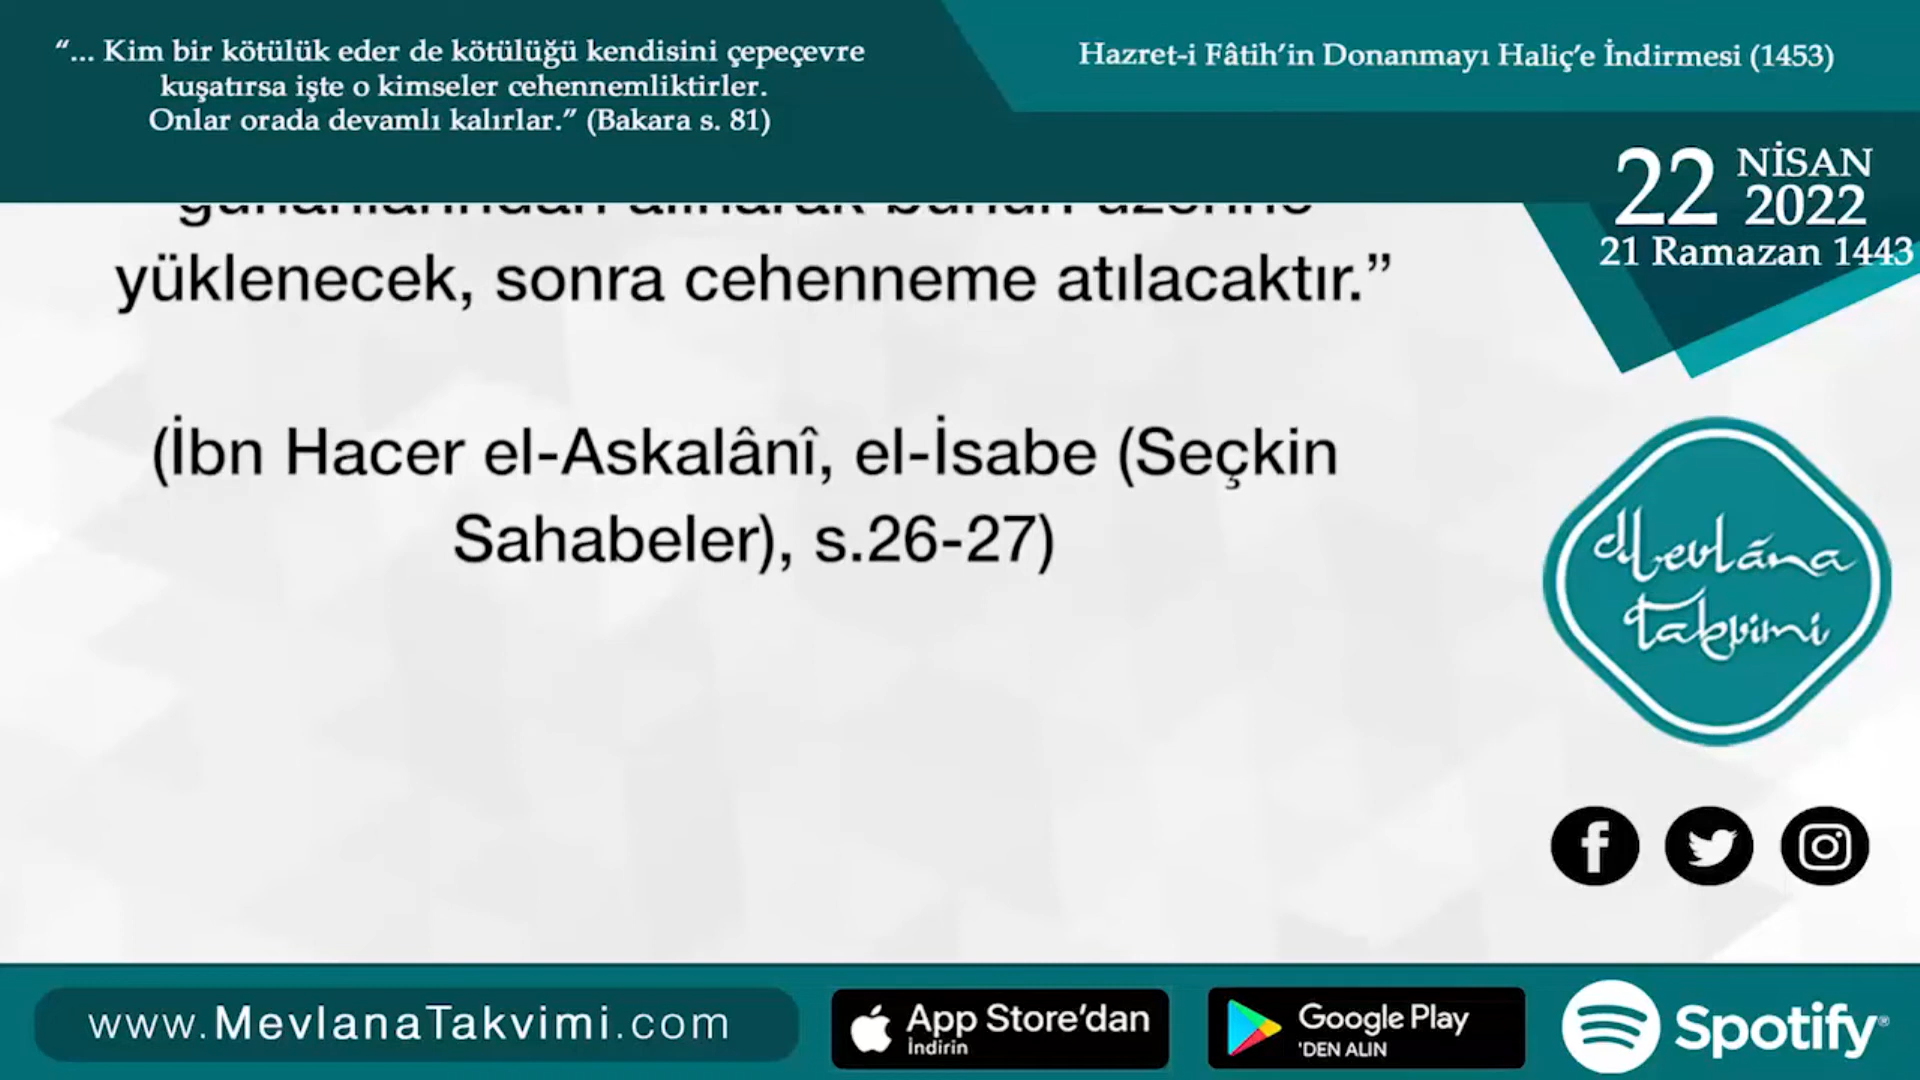 “... Kim bir kötülük eder de kötülüğü kendisini çepeçevre
kuşatırsa işte o kimseler cehennemliktirler.
Onlar orada devamlı kalırlar.” (Bakara s. 81)
Hazret-i Fâtih’in Donanmayı Haliç’e İndirmesi (1453)
22 NİSAN
2022
21 Ramazan 1443
yüklenecek, sonra cehenneme atılacaktır.”
(İbn Hacer el-Askalânî, el-İsabe (Seçkin
Sahabeler), s.26-27)
Mevlâna
Takvimi
www.MevlanaTakvimi.com
App Store’dan
İndirin
Google Play
'DEN ALIN
Spotify